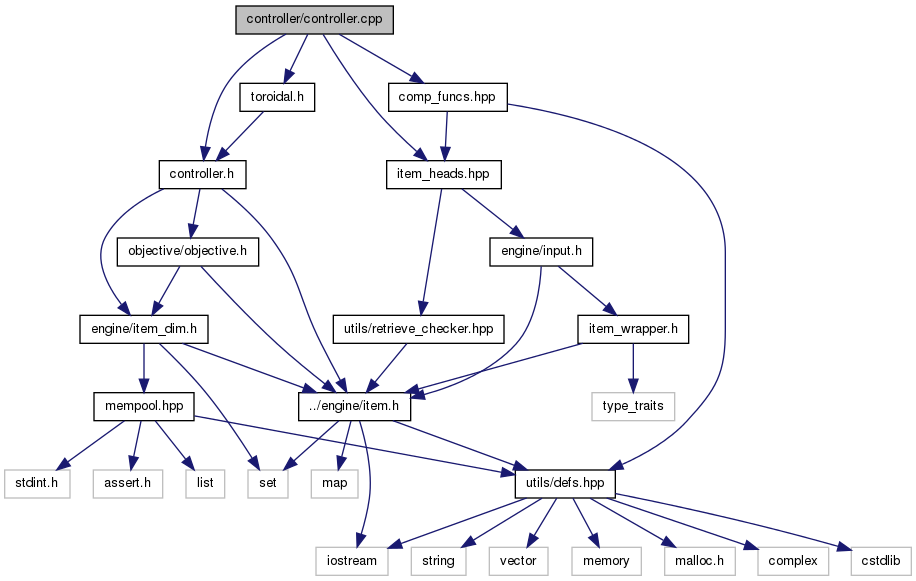 controller/controller.cpp
toroidal.h
comp_funcs.hpp
controller.h
item_heads.hpp
objective/objective.h
engine/input.h
engine/item_dim.h
utils/retrieve_checker.hpp
item_wrapper.h
mempool.hpp
../engine/item.h
type_traits
stdint.h
assert.h
list
set
map
utils/defs.hpp
iostream
string
vector
memory
malloc.h
complex
cstdlib